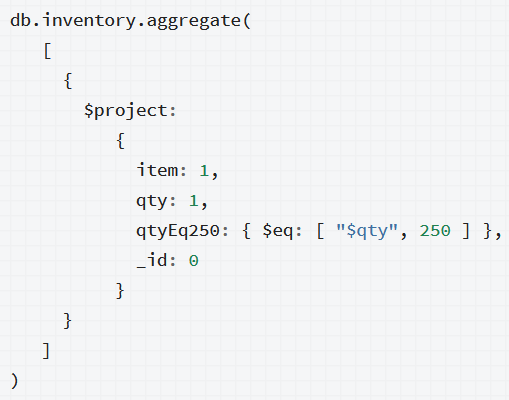 db.inventory.aggregate(
[
{
$project:
{
item: 1,
qty: 1,
qtyEq250: { $eq: [ "$qty", 250 ] },
_id: 0
}
}
]
)